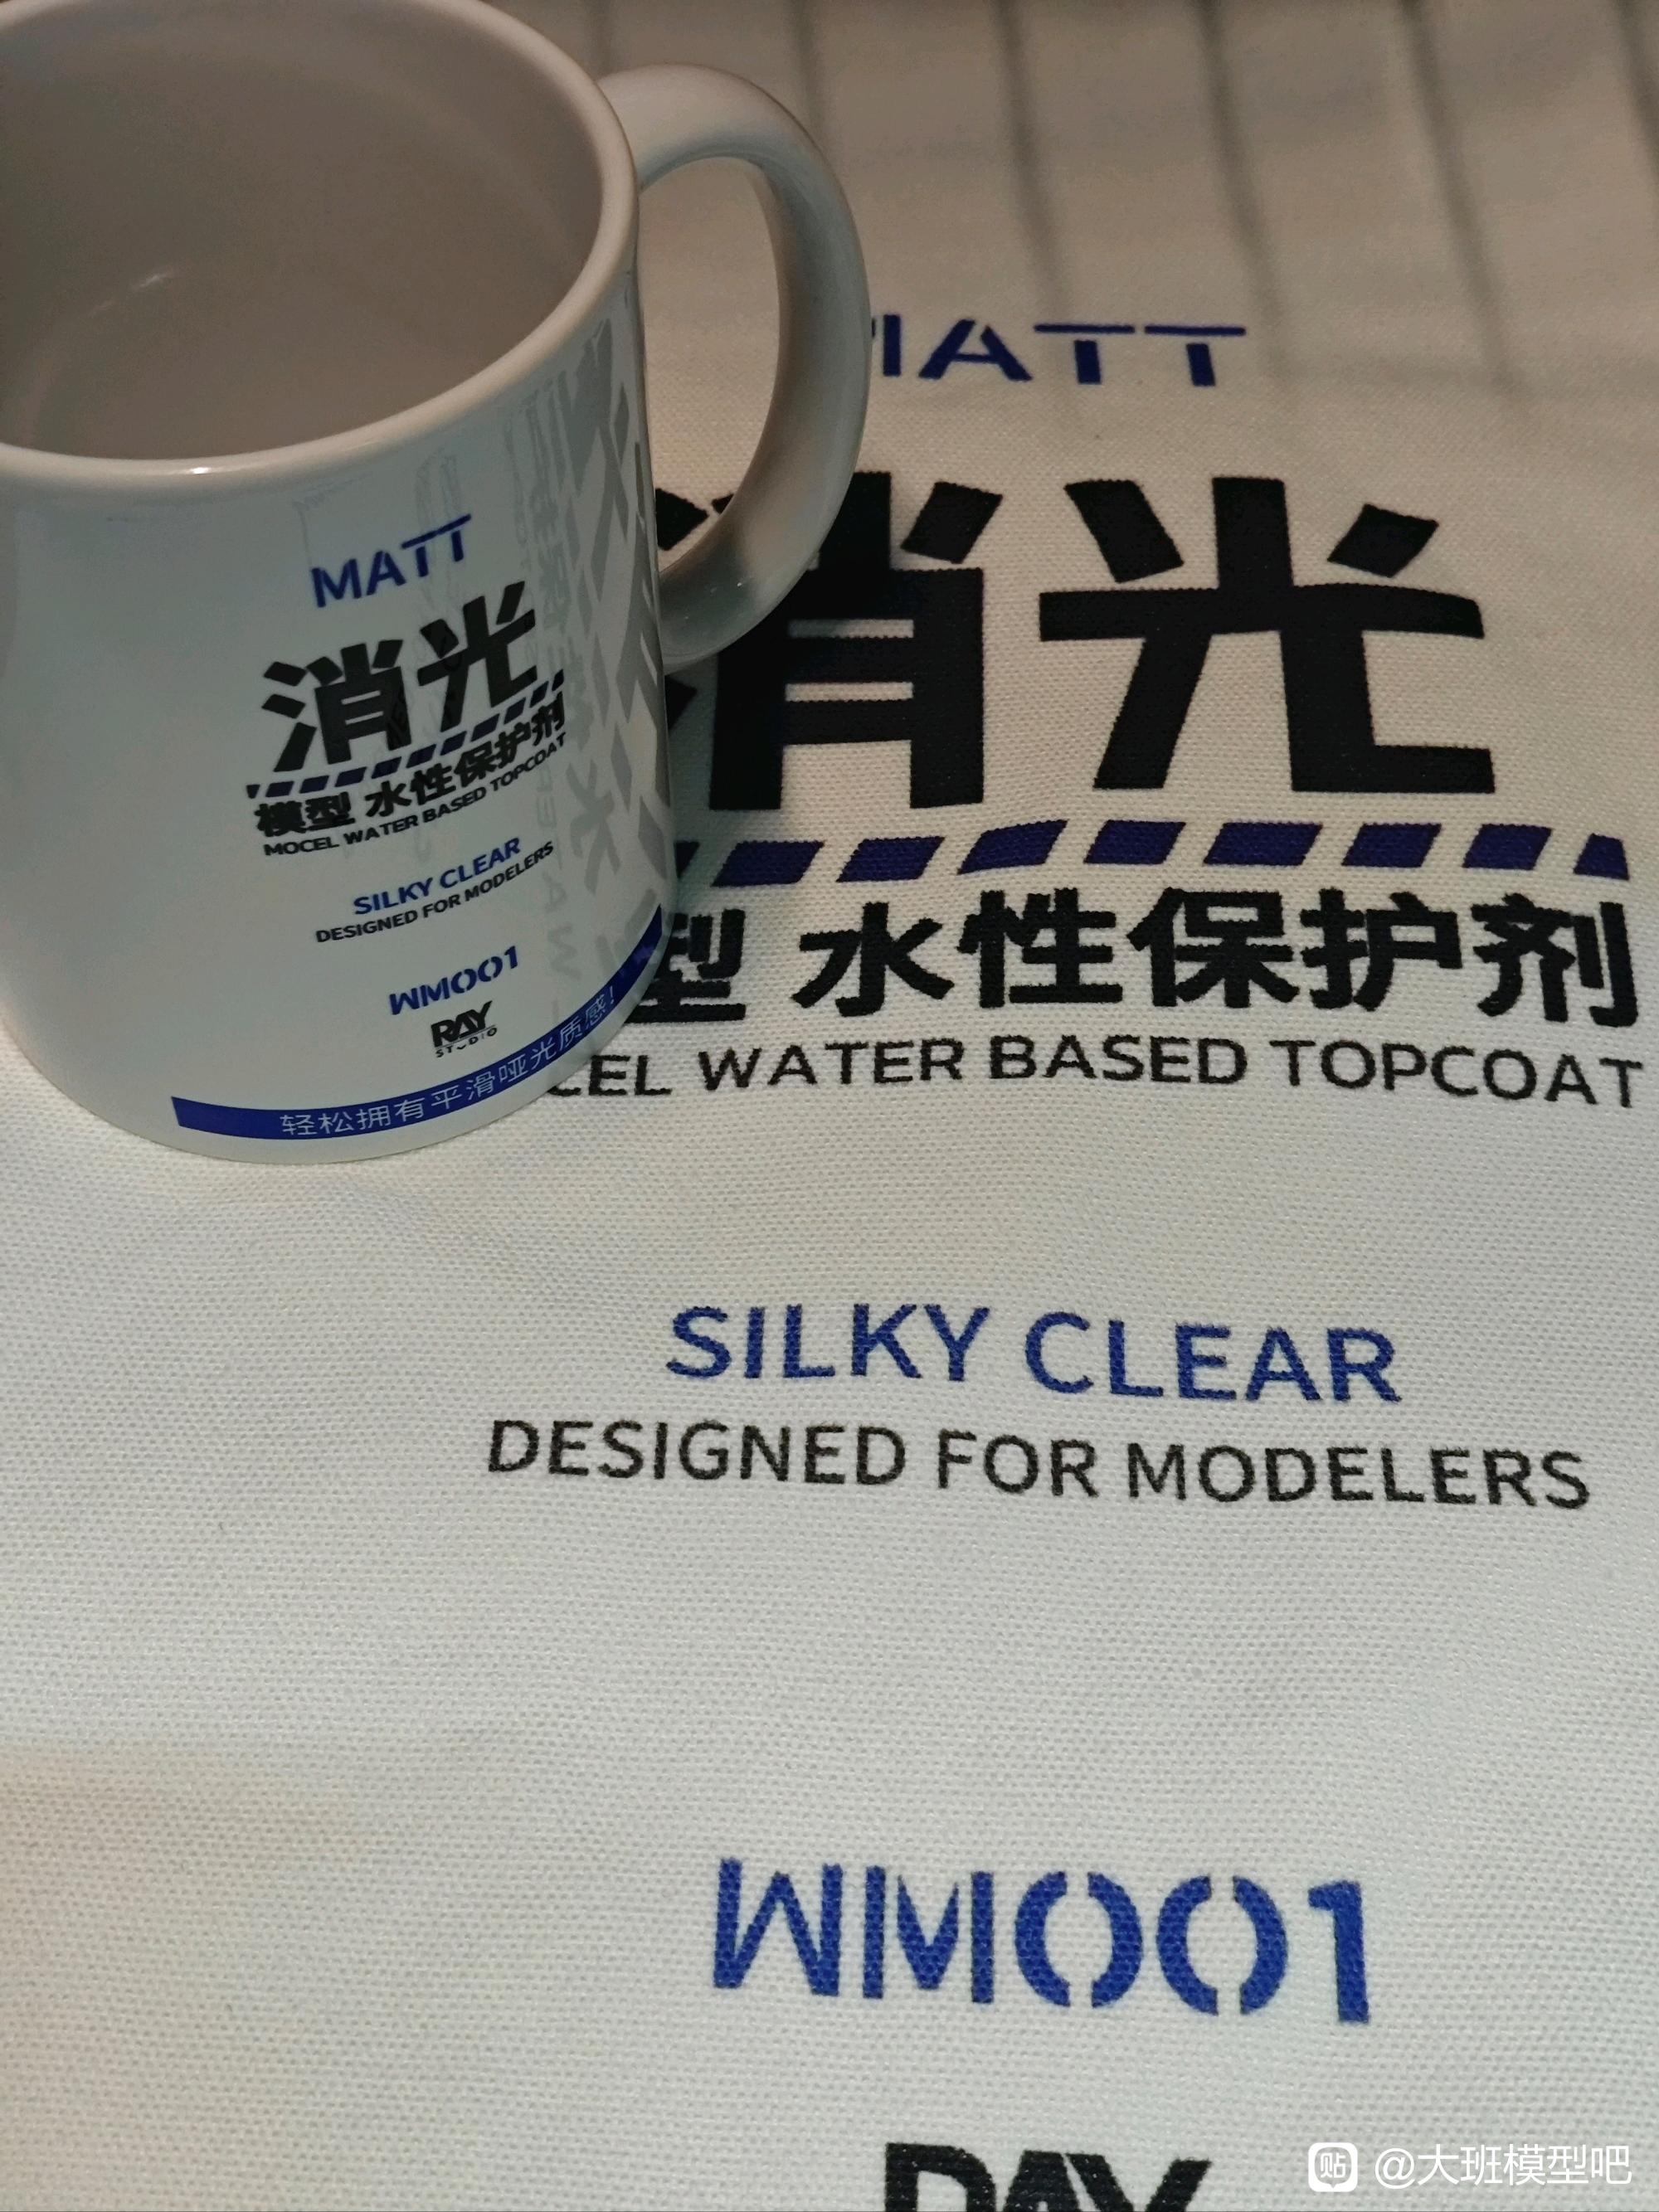 MATT
消光
模型 水性保护剂
MOCEL WATER BASED TOPCOAT
SILKY CLEAR
DESIGNED FOR MODELERS
WM001
RAY
STUDIO
轻松拥有平滑哑光质感!
MATT
消光
型 水性保护剂
CEL WATER BASED TOPCOAT
SILKY CLEAR
DESIGNED FOR MODELERS
WM001
RAY
贴 @大班模型吧